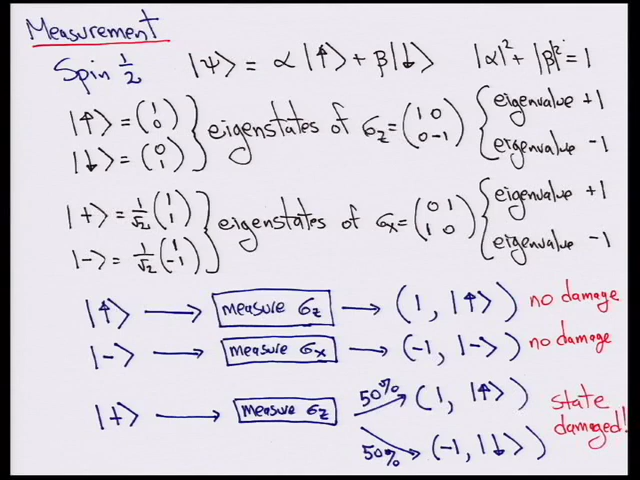 Measurement
Spin 1/2 |Ψ⟩ = α |↑⟩ + β|↓⟩ |α|² + |β|² = 1
|↑⟩ = (1 0) } eigenstates of σz = (1 0 0 -1) { eigenvalue +1
|↓⟩ = (0 1) eigenvalue -1
|+⟩ = 1/√2 (1 1) } eigenstates of σx = (0 1 1 0) { eigenvalue +1
|-⟩ = 1/√2 (1 -1) eigenvalue -1
|↑⟩ → measure σz → (1, |↑⟩) no damage
|-⟩ → measure σx → (-1, |-⟩) no damage
|+⟩ → measure σz 50% (1, |↑⟩) state damaged!
50% (-1, |↓⟩)